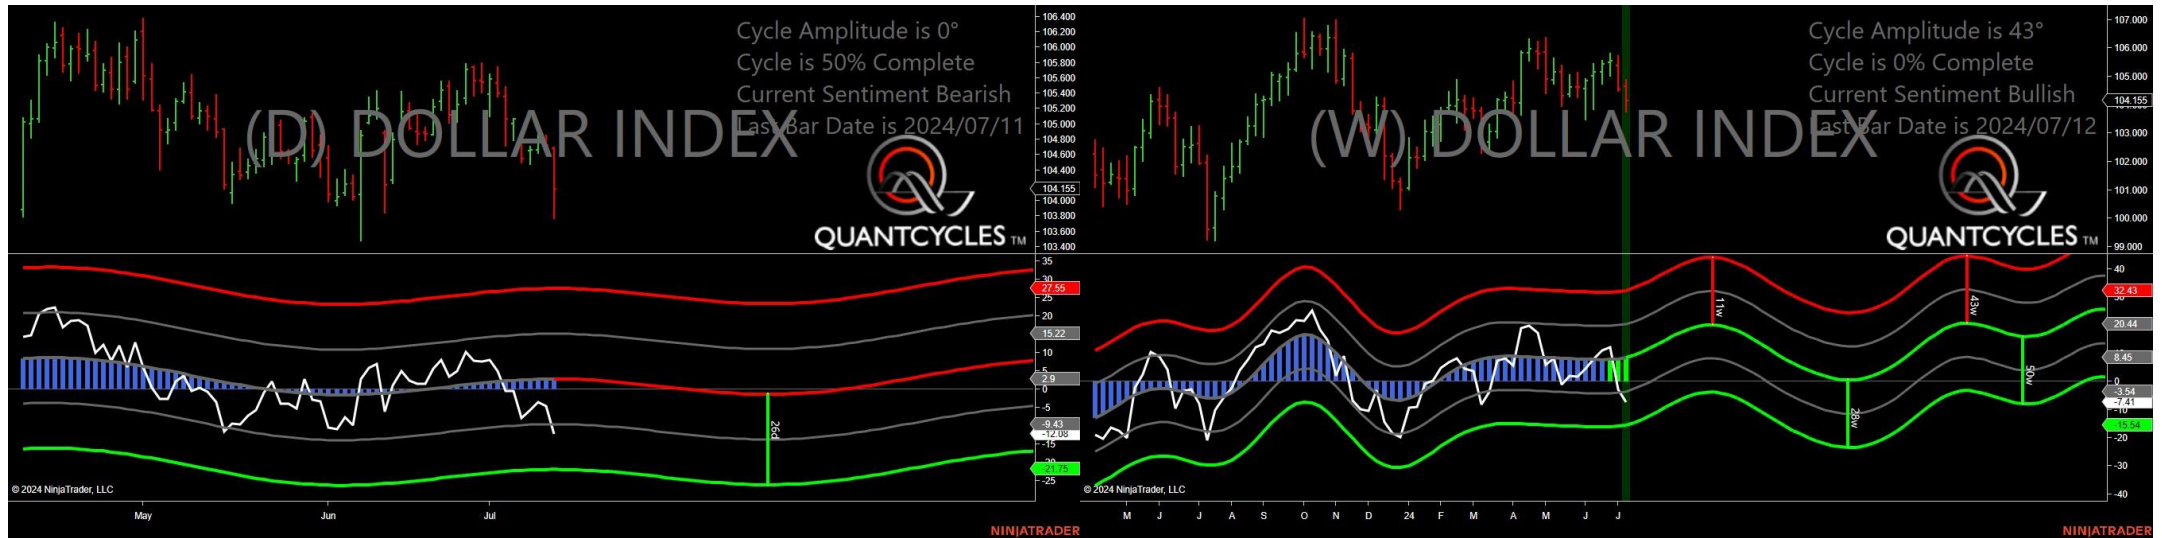 Cycle Amplitude is 0°
Cycle is 50% Complete
Current Sentiment Bearish
Last Bar Date is 2024/07/11
(D) DOLLAR INDEX
QUANTCYCLES TM
106.400
106.200
106.000
105.800
105.600
105.400
105.200
105.000
104.800
104.600
104.400
104.155
104.000
103.800
103.600
103.400
35
30
27.55
25
20
15.22
10
5
2.9
0
-5
-9.43
-12.08
-15
-21.75
-25
26d
© 2024 NinjaTrader, LLC
May
Jun
Jul
NINJATRADER
Cycle Amplitude is 43°
Cycle is 0% Complete
Current Sentiment Bullish
Last Bar Date is 2024/07/12
(W) DOLLAR INDEX
QUANTCYCLES TM
107.000
106.000
105.000
104.155
103.000
102.000
101.000
100.000
99.000
40
32.43
20.44
8.45
0
-3.54
-7.41
-15.54
-20
-30
-40
11w
43w
50w
28w
© 2024 NinjaTrader, LLC
M J J A S O N D 24 F M A M J J
NINJATRADER